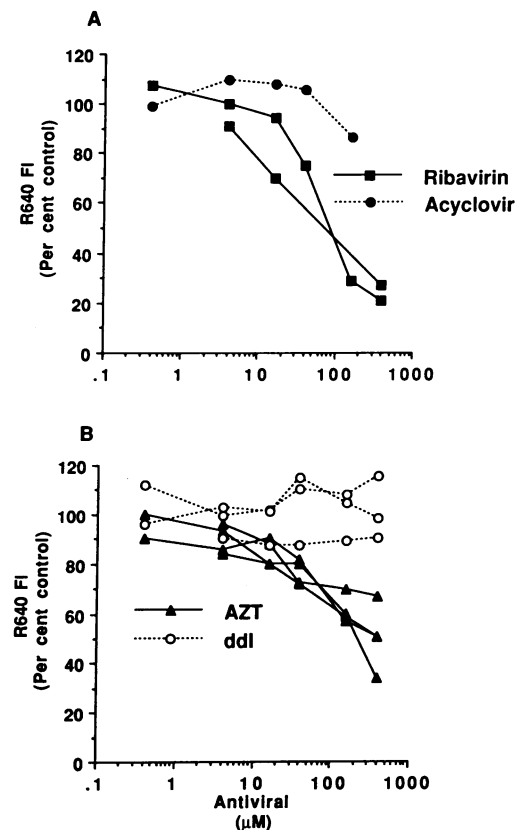 A
120
100
80
60
40
20
0
R640 FI
(Per cent control)
Ribavirin
Acyclovir
.1 1 10 100 1000
B
120
100
80
60
40
20
0
R640 FI
(Per cent control)
AZT
ddI
.1 1 10 100 1000
Antiviral
(μM)